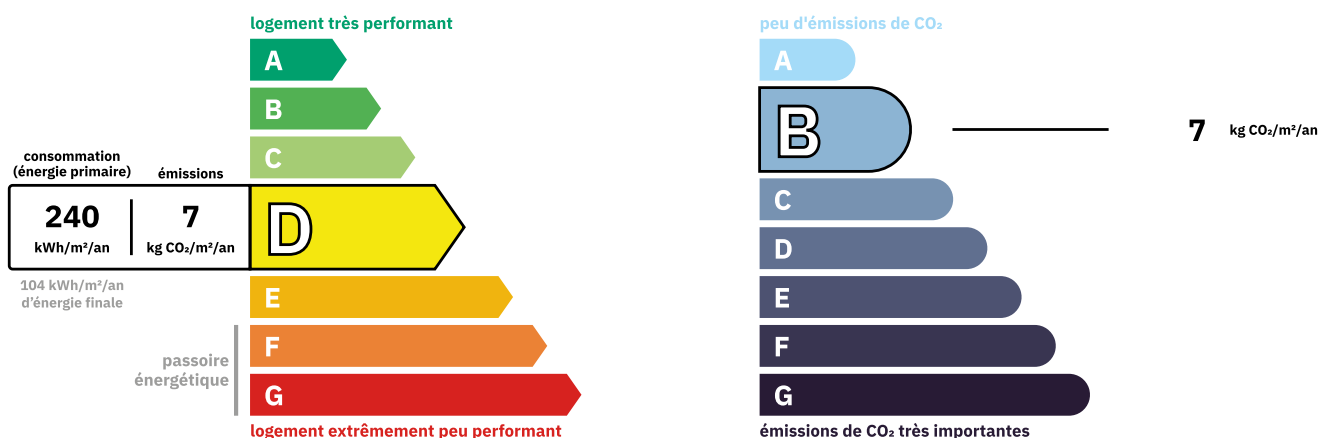 logement très performant
A
B
C
consommation
(énergie primaire)
émissions
240
kWh/m²/an
7
kg CO₂/m²/an
D
104 kWh/m²/an
d'énergie finale
E
F
passoire
énergétique
G
logement extrêmement peu performant
peu d'émissions de CO₂
A
B
7 kg CO₂/m²/an
C
D
E
F
G
émissions de CO₂ très importantes